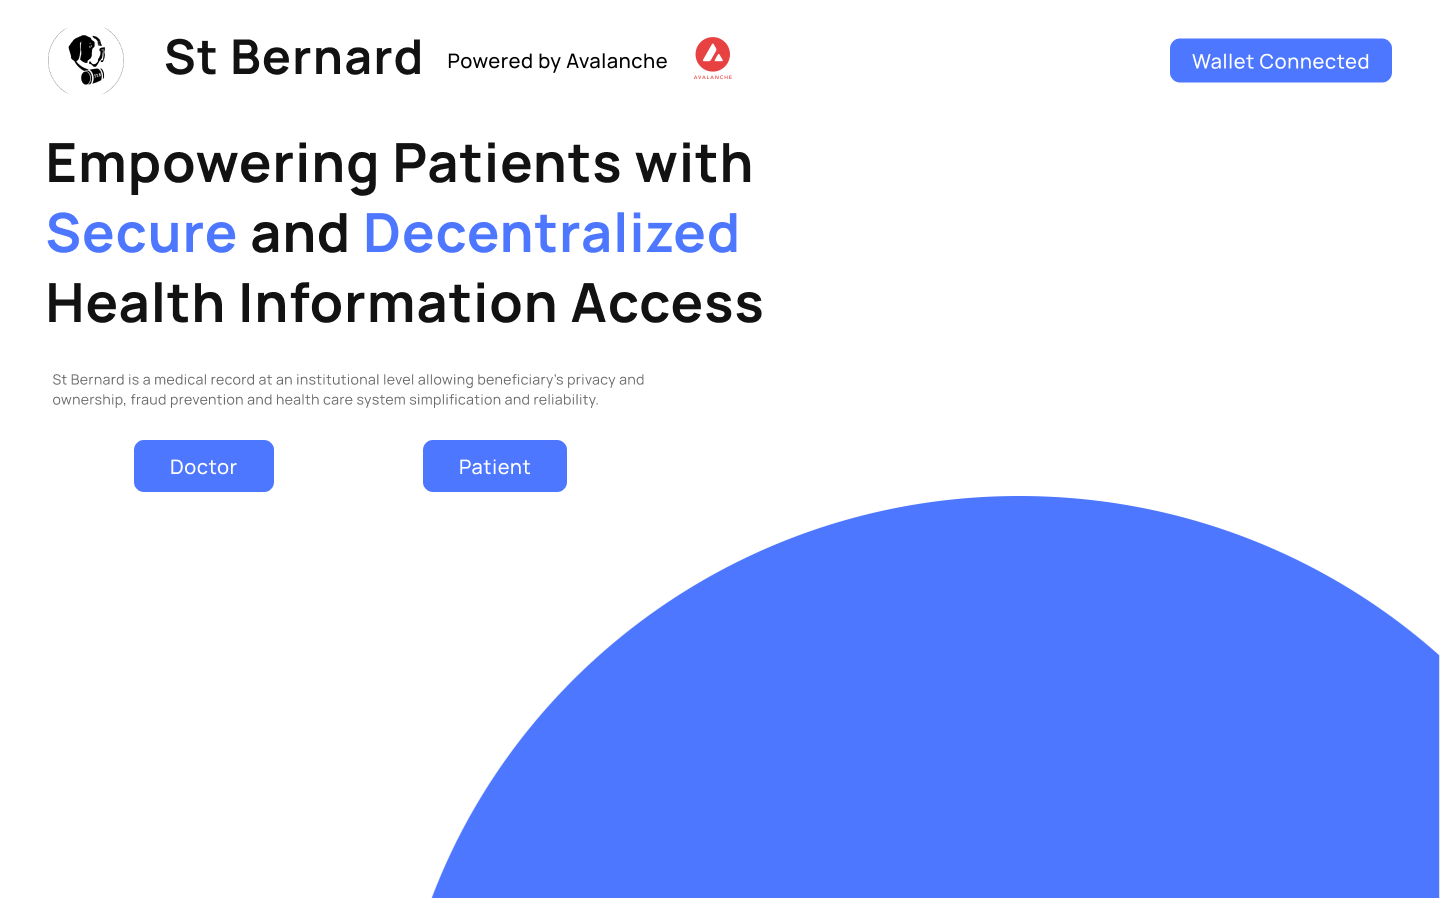 St Bernard
Powered by Avalanche
AVALANCHE
Wallet Connected
Empowering Patients with
Secure and Decentralized
Health Information Access
St Bernard is a medical record at an institutional level allowing beneficiary's privacy and
ownership, fraud prevention and health care system simplification and reliability.
Doctor
Patient